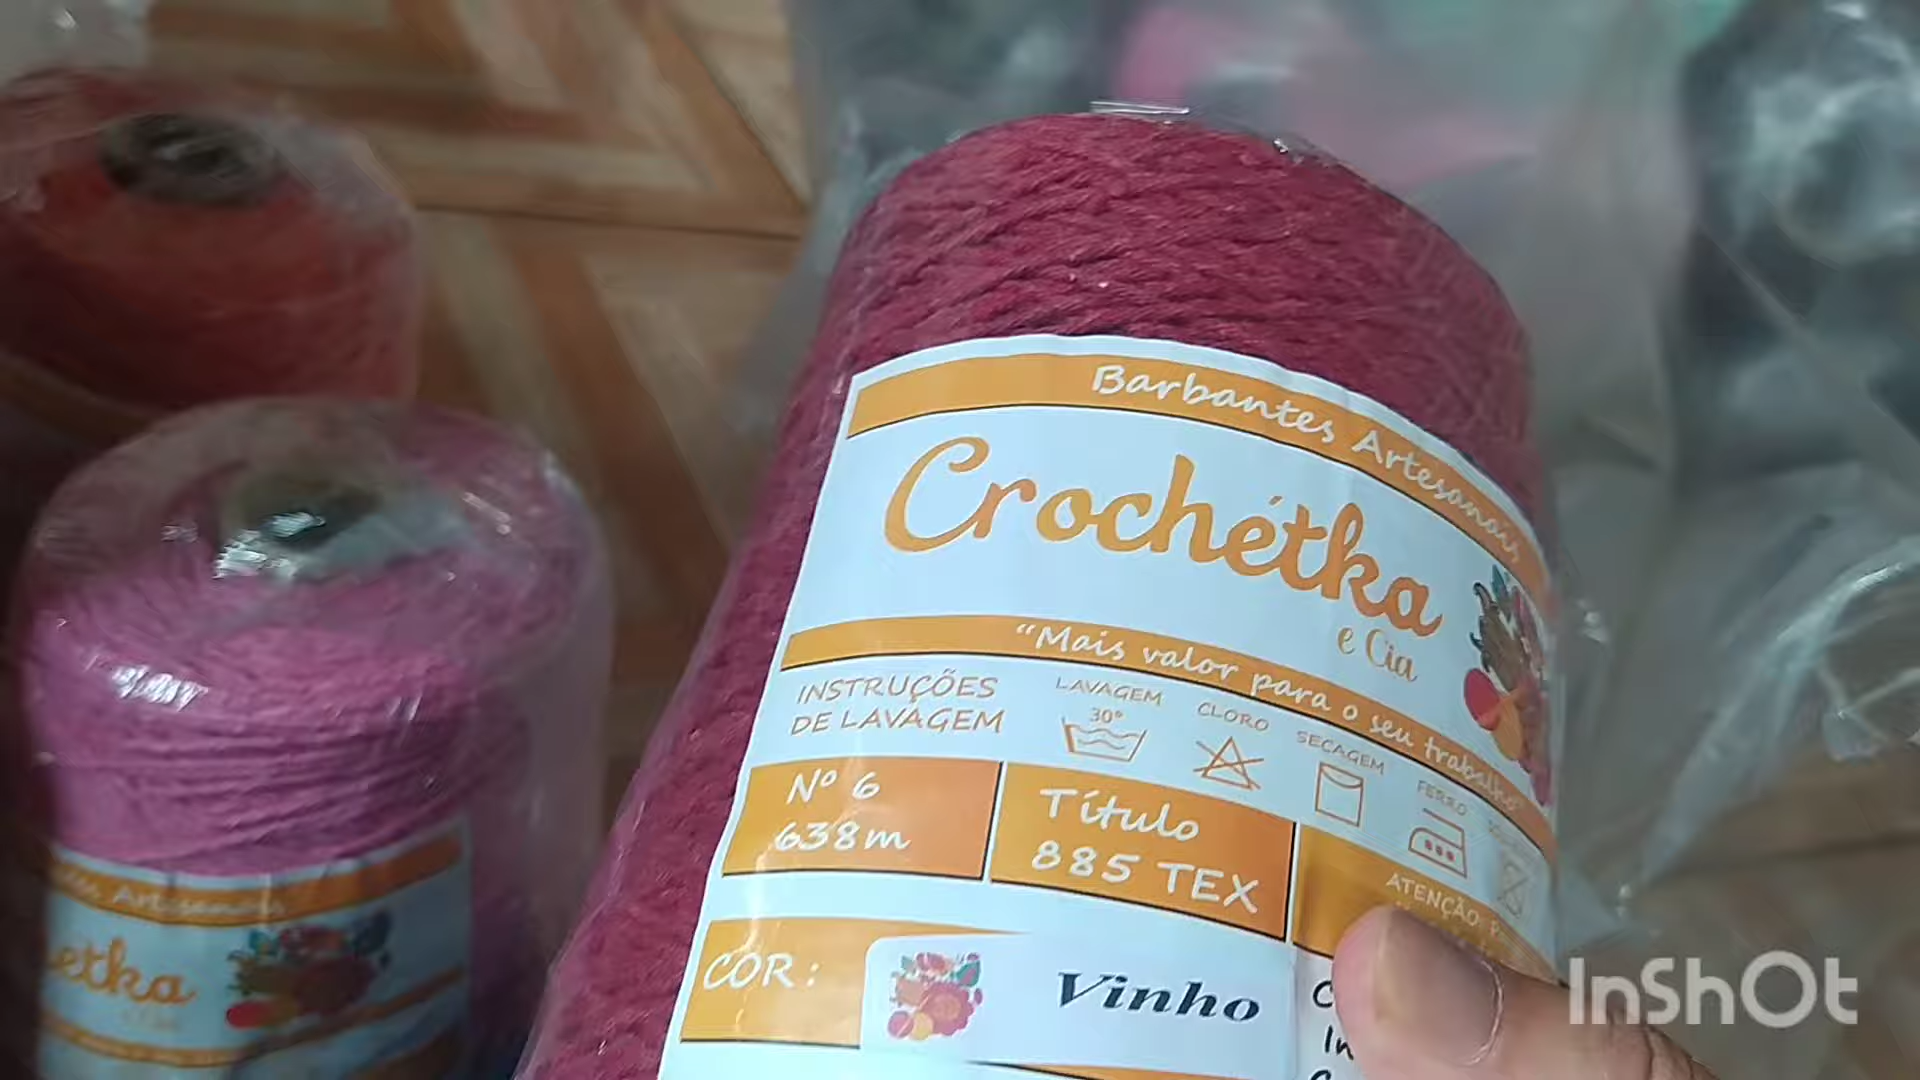 Barbantes Artesanais
Crochétka
e Cia
"Mais valor para o seu trabalho"
INSTRUÇÕES
DE LAVAGEM
LAVAGEM
30°
CLORO
SECAGEM
FERRO
Nº 6
638m
Título
885 TEX
ATENÇÃO:
COR:
Vinho
Artesanais
etka
InShOt